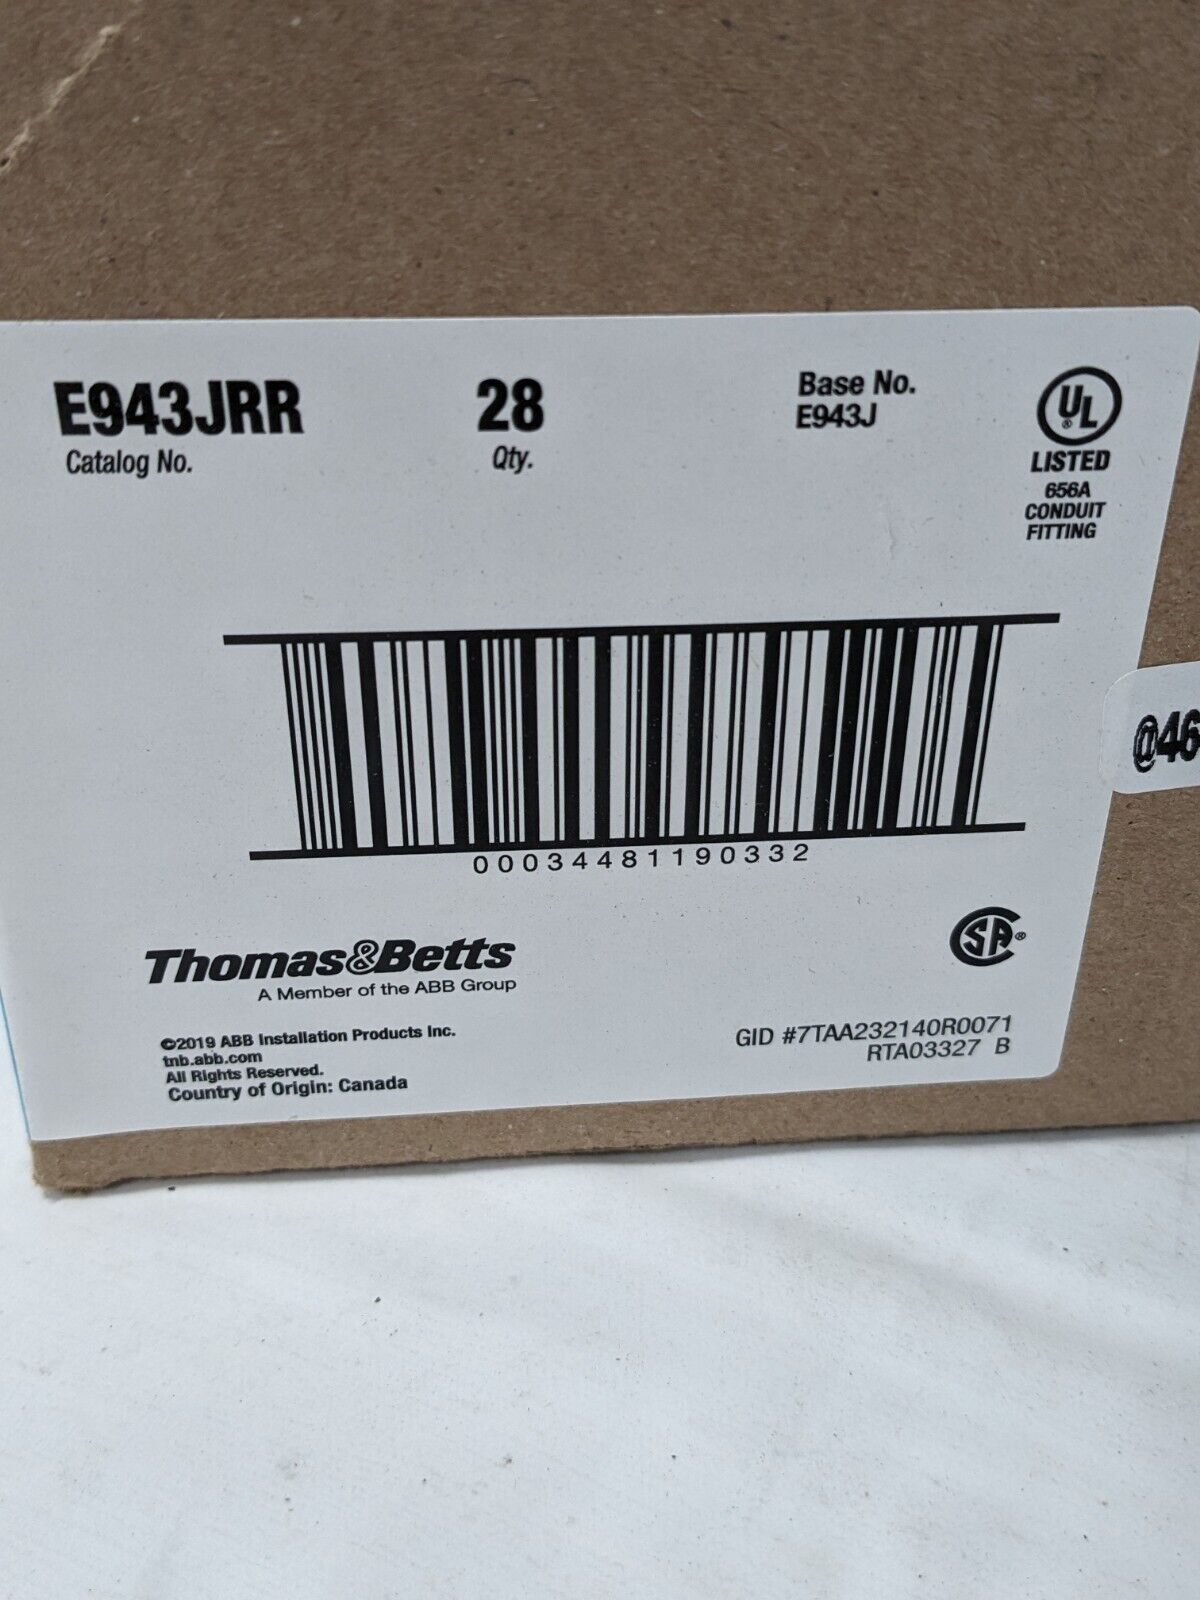 E943JRR
Catalog No.
28
Qty.
Base No.
E943J
UL
®
LISTED
656A
CONDUIT
FITTING
@46
00034481190332
Thomas&Betts
A Member of the ABB Group
SA®
©2019 ABB Installation Products Inc.
tnb.abb.com
All Rights Reserved.
Country of Origin: Canada
GID #7TAA232140R0071
RTA03327 B